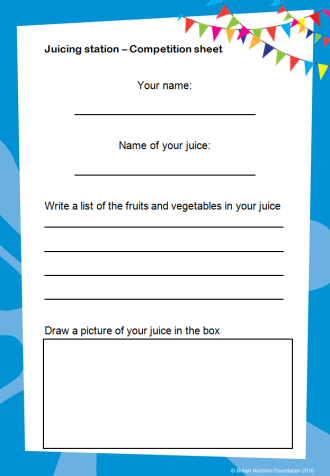 Juicing station – Competition sheet
Your name:
Name of your juice:
Write a list of the fruits and vegetables in your juice
Draw a picture of your juice in the box
© British Nutrition Foundation 2016